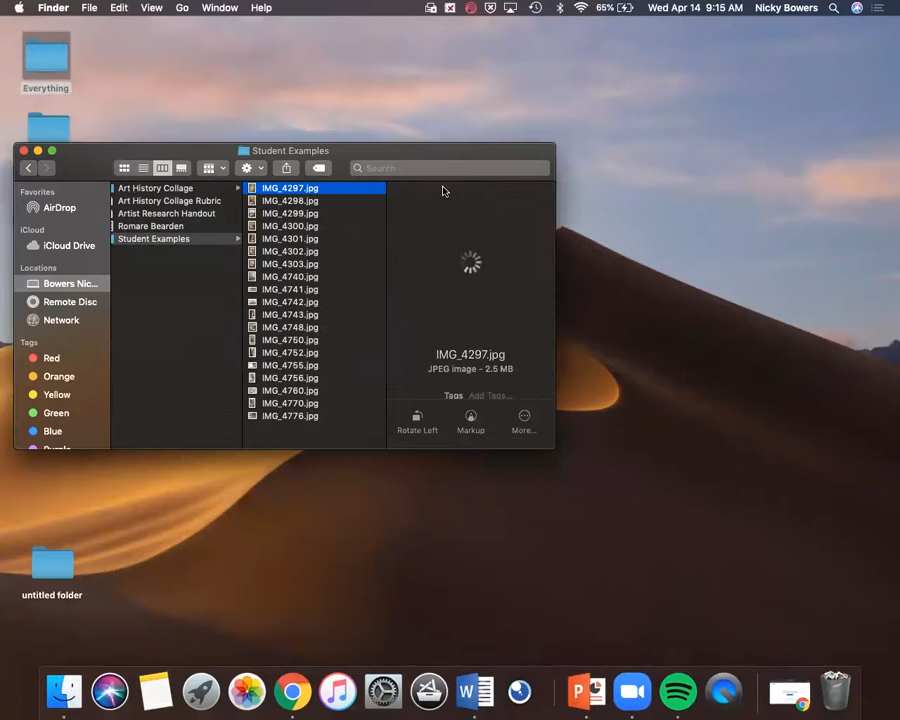 Finder File Edit View Go Window Help 65% Wed Apr 14 9:15 AM Nicky Bowers
Everything
Student Examples
Search
Favorites
AirDrop
iCloud
iCloud Drive
Locations
Bowers Nic...
Remote Disc
Network
Tags
Red
Orange
Yellow
Green
Blue
Purple
Art History Collage
Art History Collage Rubric
Artist Research Handout
Romare Bearden
Student Examples
IMG_4297.jpg
IMG_4298.jpg
IMG_4299.jpg
IMG_4300.jpg
IMG_4301.jpg
IMG_4302.jpg
IMG_4303.jpg
IMG_4740.jpg
IMG_4741.jpg
IMG_4742.jpg
IMG_4743.jpg
IMG_4748.jpg
IMG_4750.jpg
IMG_4752.jpg
IMG_4755.jpg
IMG_4756.jpg
IMG_4760.jpg
IMG_4770.jpg
IMG_4776.jpg
IMG_4297.jpg
JPEG image - 2.5 MB
Tags Add Tags...
Rotate Left Markup More...
untitled folder